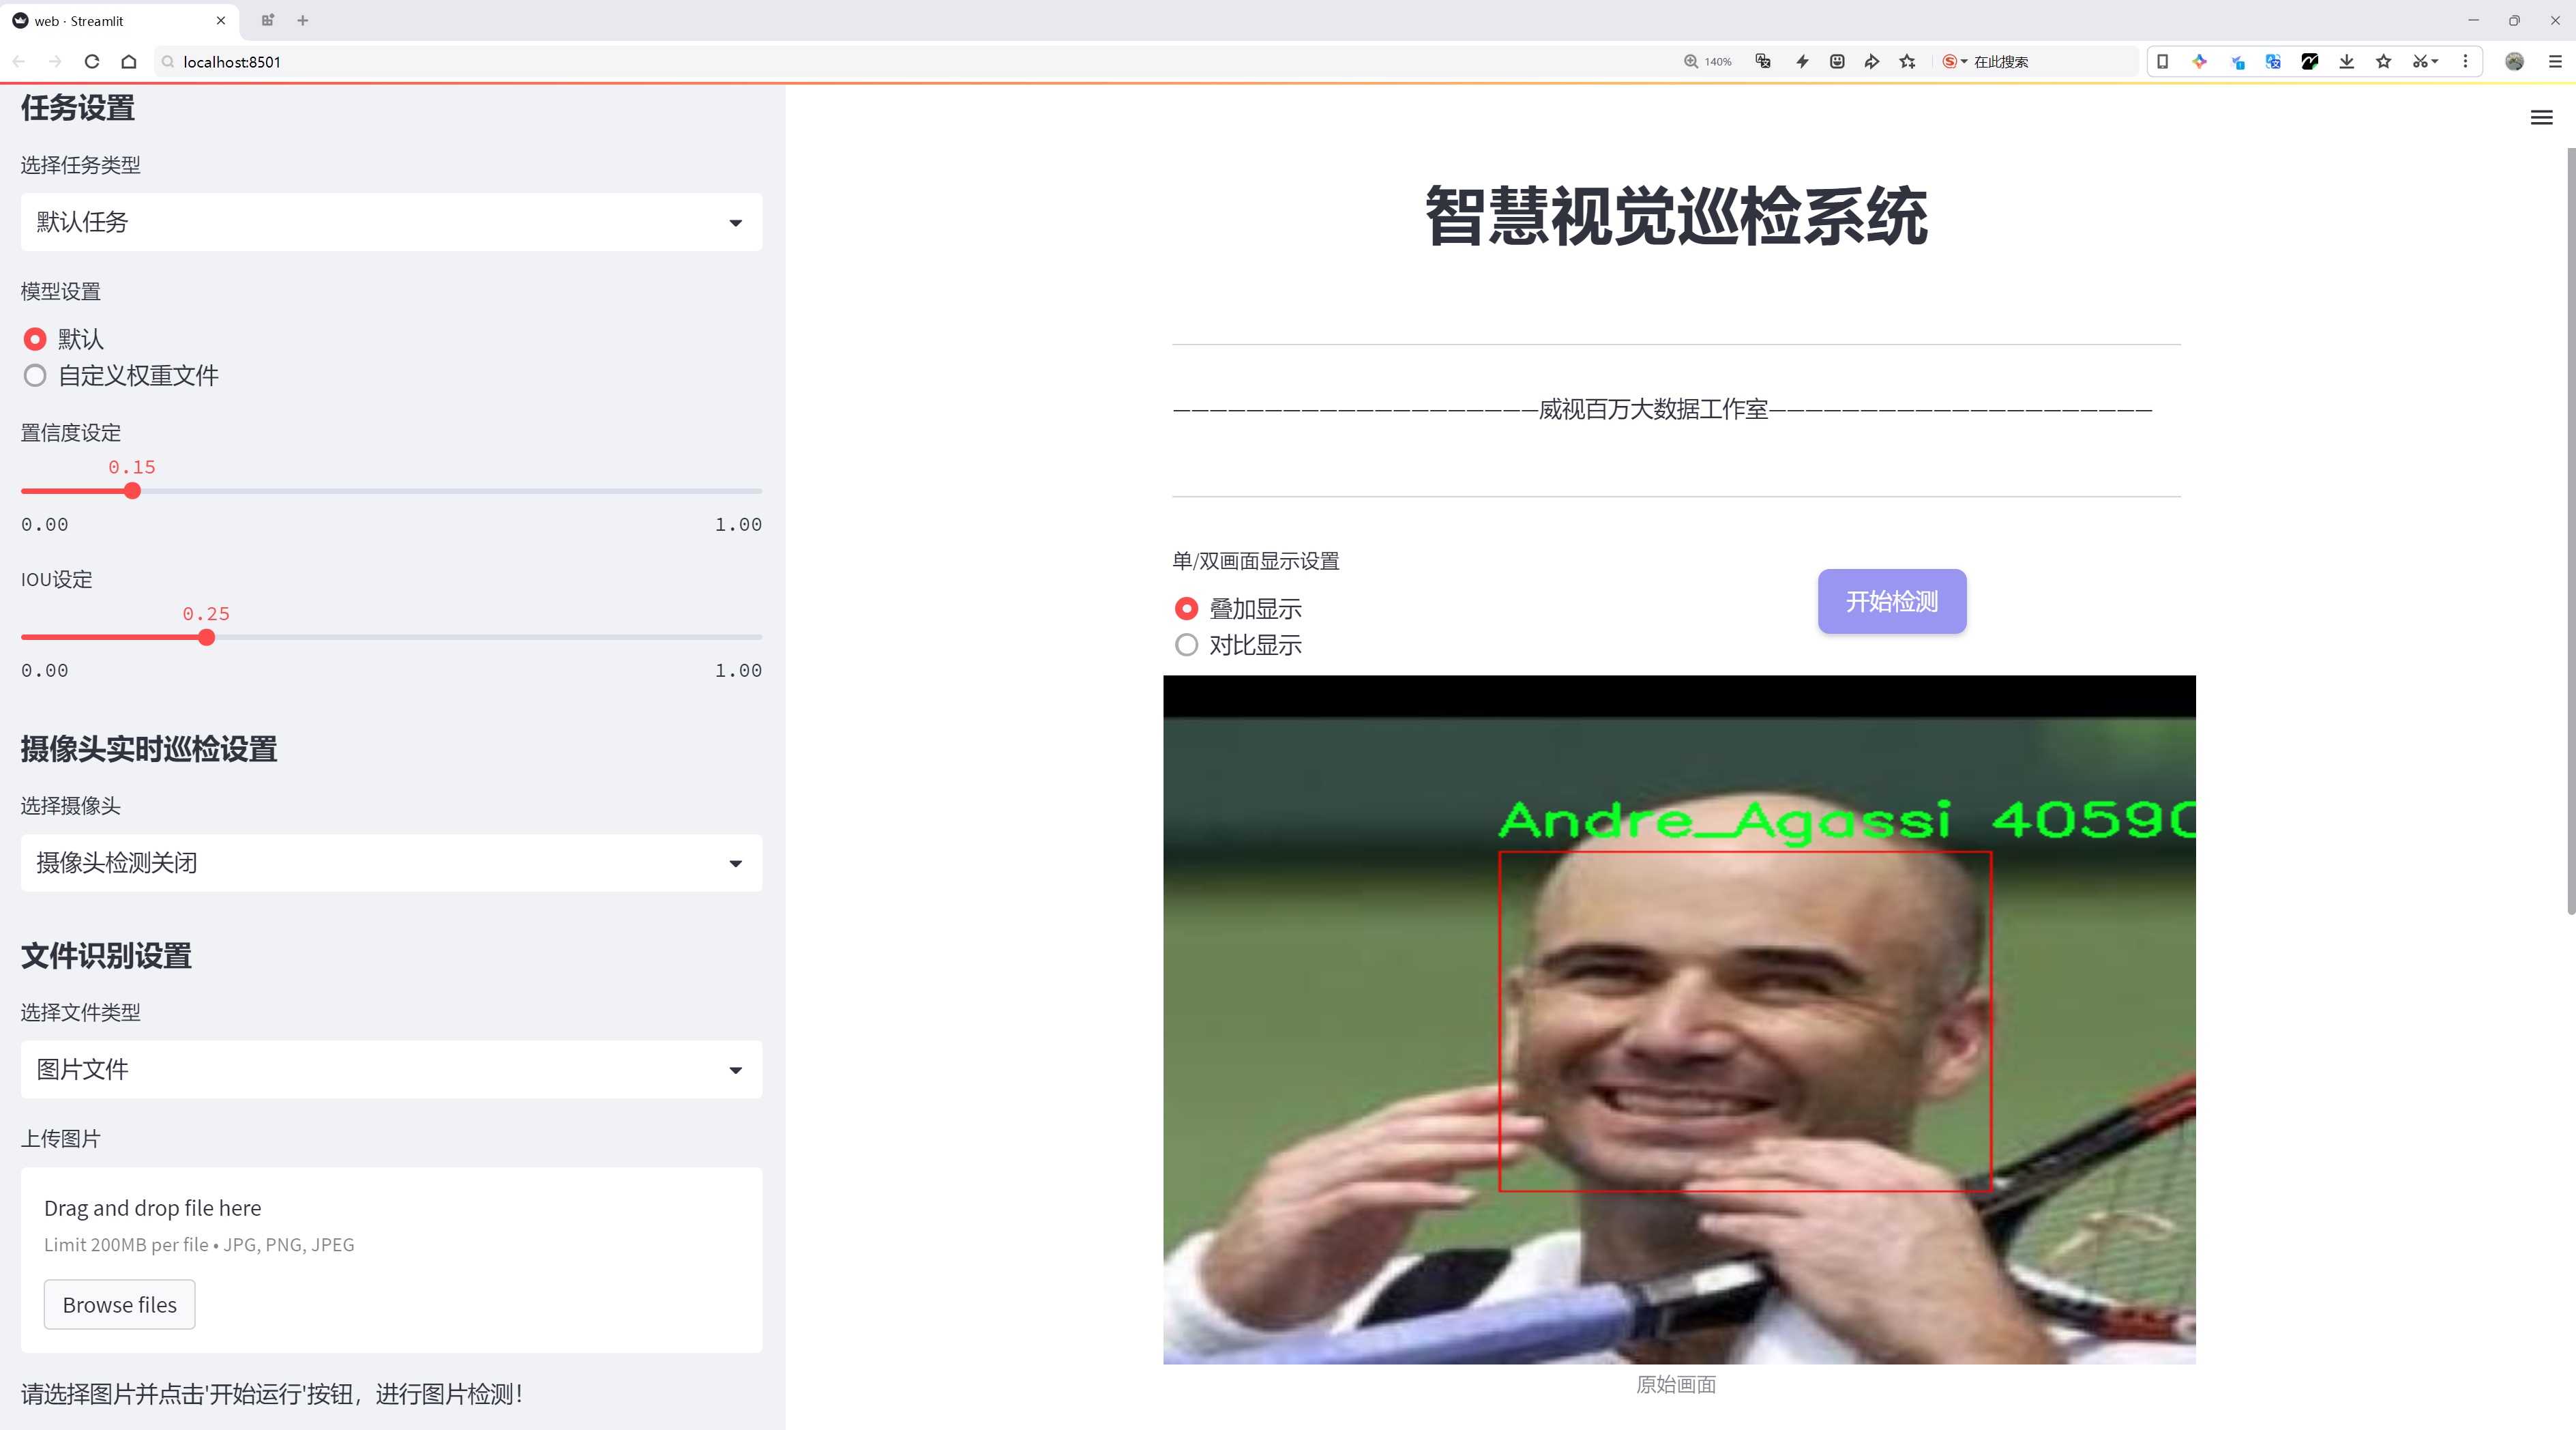 web · Streamlit
localhost:8501
140%
在此搜索
任务设置
选择任务类型
默认任务
模型设置
默认
自定义权重文件
置信度设定
0.15
0.00 1.00
IOU设定
0.25
0.00 1.00
摄像头实时巡检设置
选择摄像头
摄像头检测关闭
文件识别设置
选择文件类型
图片文件
上传图片
Drag and drop file here
Limit 200MB per file • JPG, PNG, JPEG
Browse files
请选择图片并点击'开始运行'按钮，进行图片检测！
智慧视觉巡检系统
————————————————————威视百万大数据工作室—————————————————————
单/双画面显示设置
叠加显示
对比显示
开始检测
Andre_Agassi 40590
原始画面